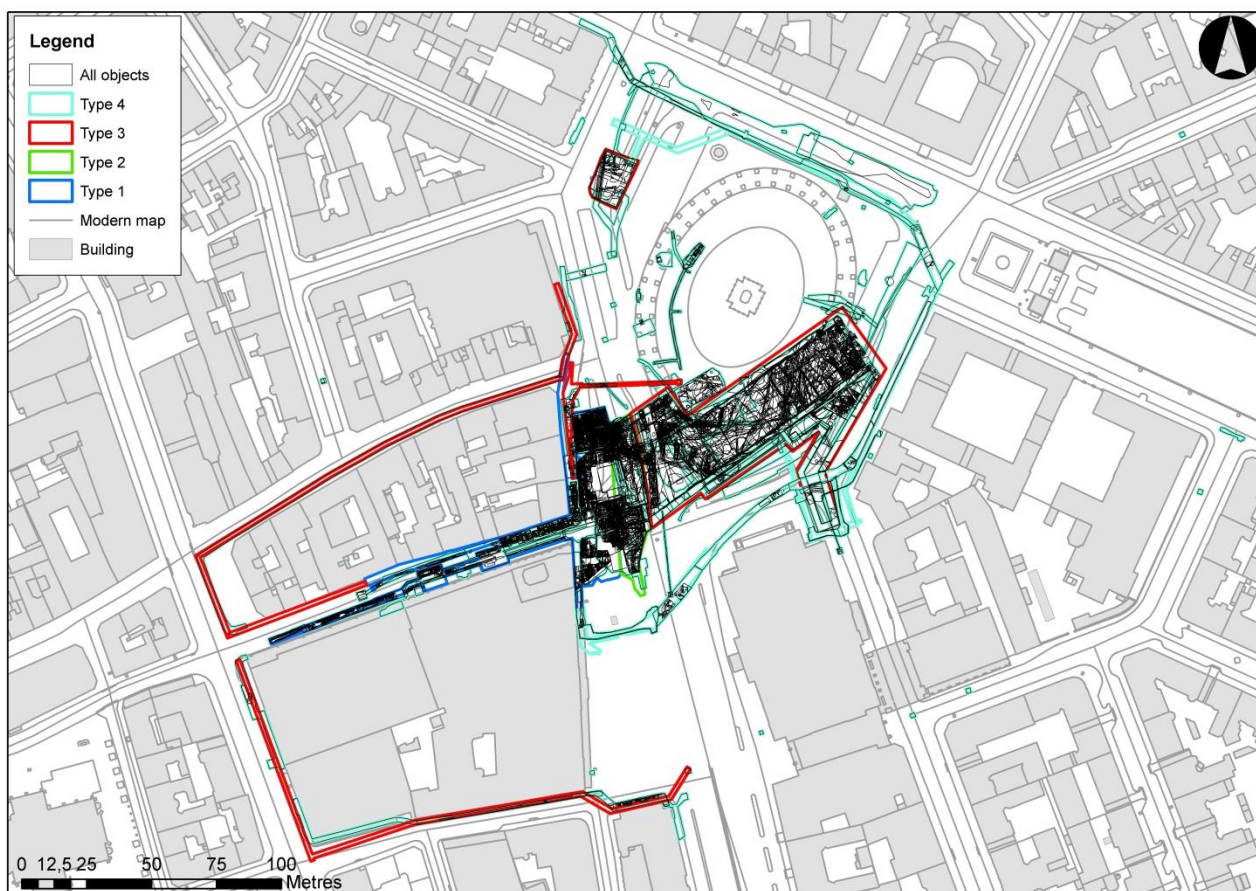 Legend
All objects
Type 4
Type 3
Type 2
Type 1
Modern map
Building
0 12,5 25 50 75 100
Metres